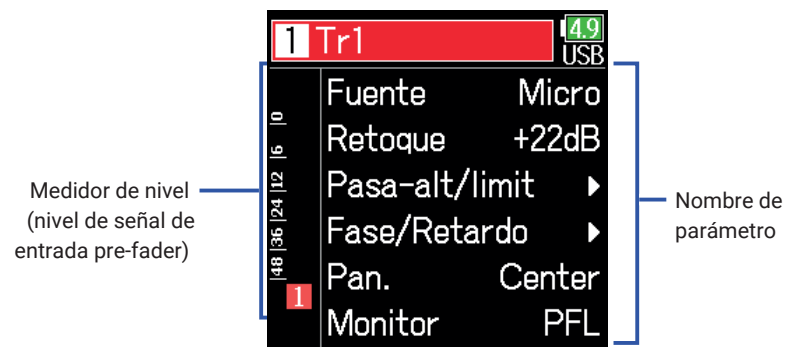 1 Tr1
4.9
USB
Fuente Micro
Retoque +22dB
Pasa-alt/limit
Fase/Retardo
Pan. Center
Monitor PFL
|48 |36 |24 |12 |6 |0
1
Medidor de nivel
(nivel de señal de
entrada pre-fader)
Nombre de
parámetro